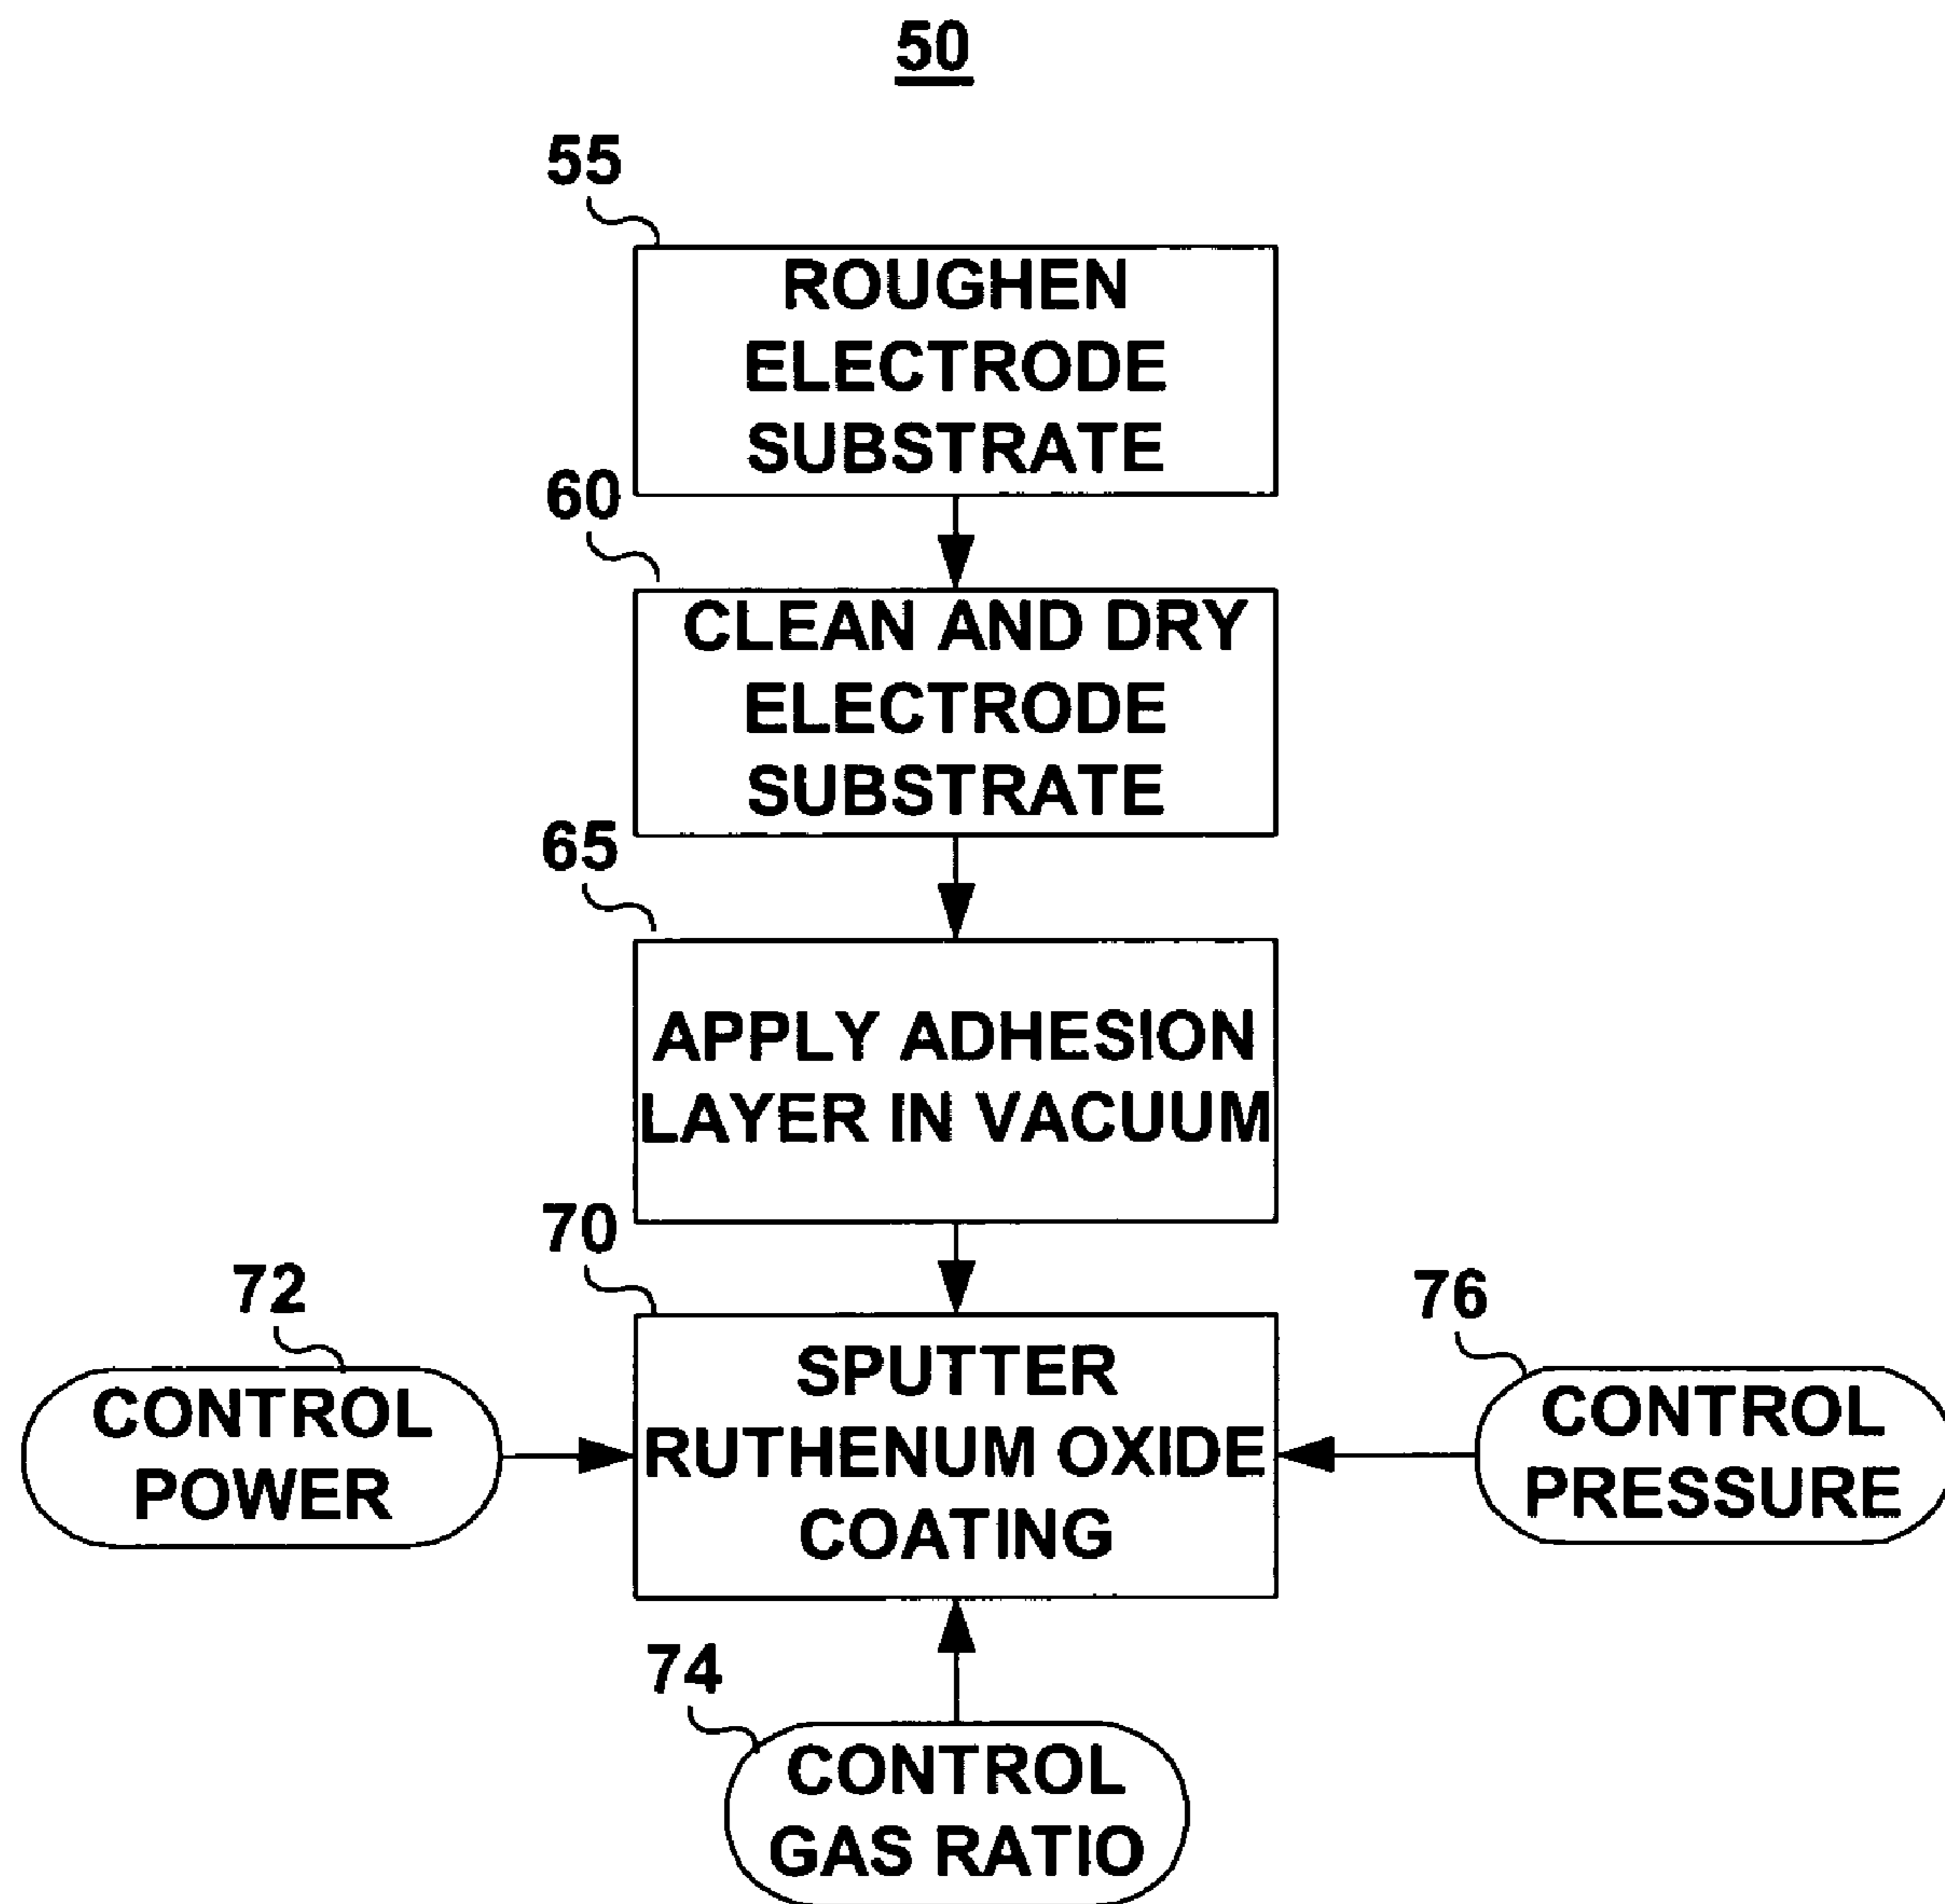 50
55
ROUGHEN
ELECTRODE
SUBSTRATE
60
CLEAN AND DRY
ELECTRODE
SUBSTRATE
65
APPLY ADHESION
LAYER IN VACUUM
70
SPUTTER
RUTHENUM OXIDE
COATING
72
CONTROL
POWER
76
CONTROL
PRESSURE
74
CONTROL
GAS RATIO